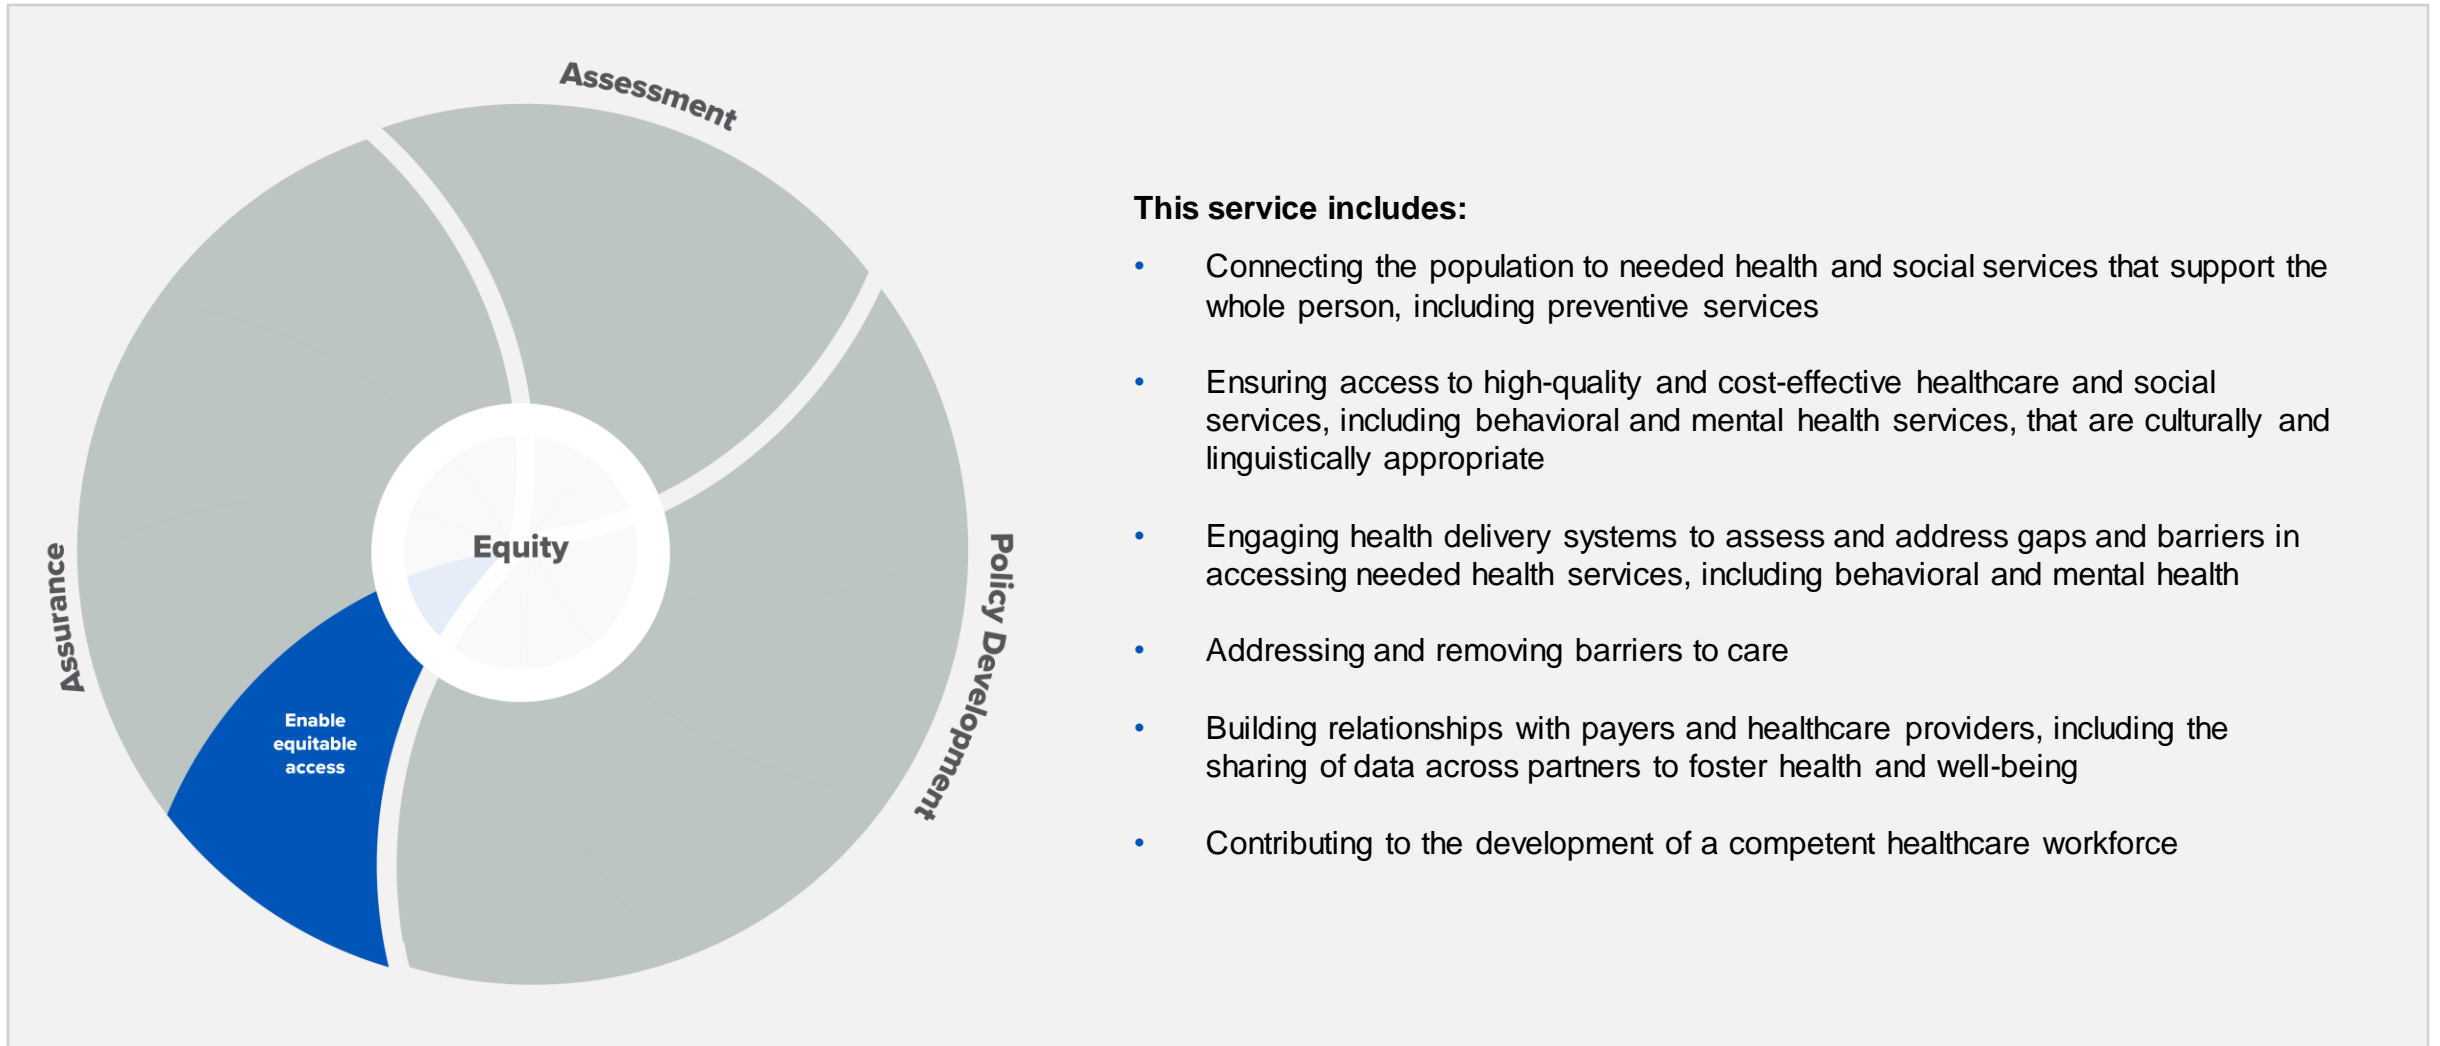 Assessment
Assurance
Equity
Policy Development
Enable
equitable
access
This service includes:
• Connecting the population to needed health and social services that support the
whole person, including preventive services
• Ensuring access to high-quality and cost-effective healthcare and social
services, including behavioral and mental health services, that are culturally and
linguistically appropriate
• Engaging health delivery systems to assess and address gaps and barriers in
accessing needed health services, including behavioral and mental health
• Addressing and removing barriers to care
• Building relationships with payers and healthcare providers, including the
sharing of data across partners to foster health and well-being
• Contributing to the development of a competent healthcare workforce